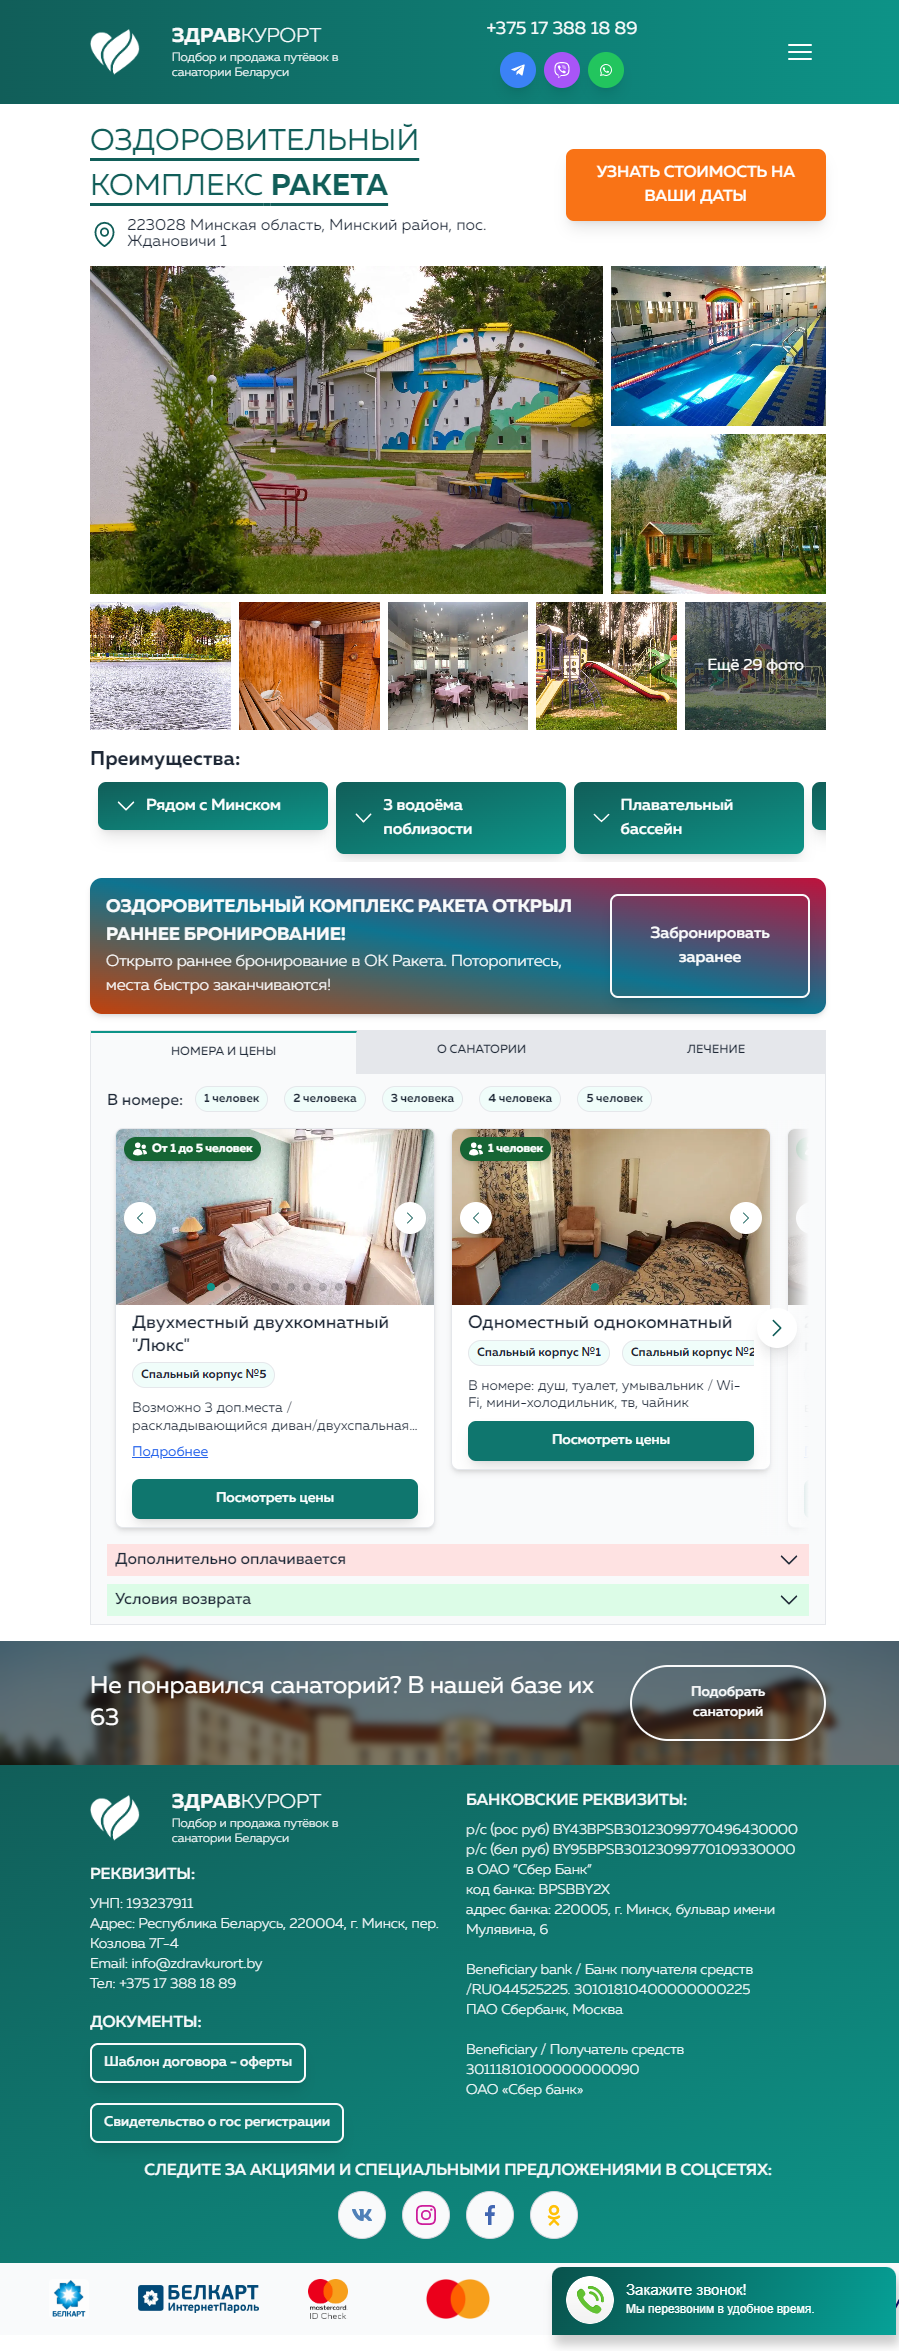 ЗДРАВКУРОРТ
Подбор и продажа путёвок в
санатории Беларуси
+375 17 388 18 89
ОЗДОРОВИТЕЛЬНЫЙ
КОМПЛЕКС РАКЕТА
223028 Минская область, Минский район, пос.
Ждановичи 1
УЗНАТЬ СТОИМОСТЬ НА
ВАШИ ДАТЫ
Ещё 29 фото
Преимущества:
Рядом с Минском
3 водоёма
поблизости
Плавательный
бассейн
ОЗДОРОВИТЕЛЬНЫЙ КОМПЛЕКС РАКЕТА ОТКРЫЛ
РАННЕЕ БРОНИРОВАНИЕ!
Открыто раннее бронирование в ОК Ракета. Поторопитесь,
места быстро заканчиваются!
Забронировать
заранее
НОМЕРА И ЦЕНЫ
О САНАТОРИИ
ЛЕЧЕНИЕ
В номере:
1 человек
2 человека
3 человека
4 человека
5 человек
От 1 до 5 человек
Двухместный двухкомнатный
"Люкс"
Спальный корпус №5
Возможно 3 доп.места /
раскладывающийся диван/двухспальная...
Подробнее
Посмотреть цены
1 человек
Одноместный однокомнатный
Спальный корпус №1
Спальный корпус №2
В номере: душ, туалет, умывальник / Wi-
Fi, мини-холодильник, тв, чайник
Посмотреть цены
Дополнительно оплачивается
Условия возврата
Не понравился санаторий? В нашей базе их
63
Подобрать
санаторий
ЗДРАВКУРОРТ
Подбор и продажа путёвок в
санатории Беларуси
РЕКВИЗИТЫ:
УНП: 193237911
Адрес: Республика Беларусь, 220004, г. Минск, пер.
Козлова 7Г-4
Email: info@zdravkurort.by
Тел: +375 17 388 18 89
ДОКУМЕНТЫ:
Шаблон договора - оферты
Свидетельство о гос регистрации
БАНКОВСКИЕ РЕКВИЗИТЫ:
р/с (рос руб) BY43BPSB30123099770496430000
р/с (бел руб) BY95BPSB30123099770109330000
в ОАО “Сбер Банк”
код банка: BPSBBY2X
адрес банка: 220005, г. Минск, бульвар имени
Мулявина, 6
Beneficiary bank / Банк получателя средств
/RU044525225. 30101810400000000225
ПАО Сбербанк, Москва
Beneficiary / Получатель средств
30111810100000000090
ОАО «Сбер банк»
СЛЕДИТЕ ЗА АКЦИЯМИ И СПЕЦИАЛЬНЫМИ ПРЕДЛОЖЕНИЯМИ В СОЦСЕТЯХ:
БЕЛКАРТ
БЕЛКАРТ
ИнтернетПароль
mastercard
ID Check
Закажите звонок!
Мы перезвоним в удобное время.